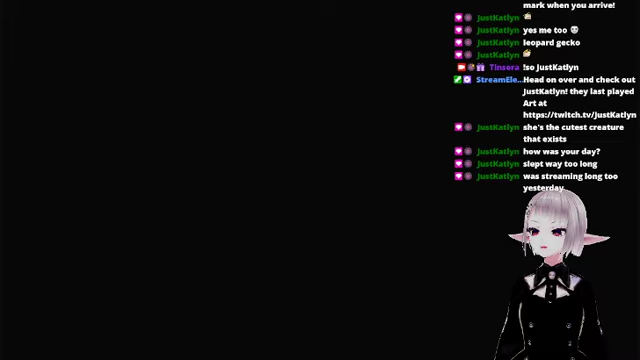 mark when you arrive!
JustKatlyn
JustKatlyn yes me too
JustKatlyn leopard gecko
JustKatlyn
Tinsera !so JustKatlyn
StreamEle... Head on over and check out
JustKatlyn! they last played
Art at
https://twitch.tv/JustKatlyn
JustKatlyn she's the cutest creature
that exists
JustKatlyn how was your day?
JustKatlyn slept way too long
JustKatlyn was streaming long too
yesterday